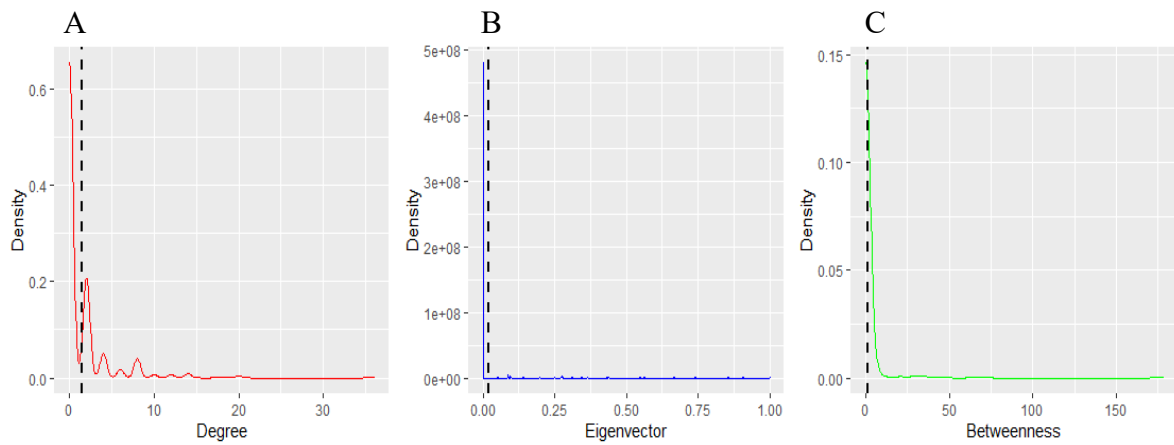 A
Density
0.6
0.4
0.2
0.0
0
10
20
30
Degree
B
Density
5e+08
4e+08
3e+08
2e+08
1e+08
0e+00
0.00
0.25
0.50
0.75
1.00
Eigenvector
C
Density
0.15
0.10
0.05
0.00
0
50
100
150
Betweenness